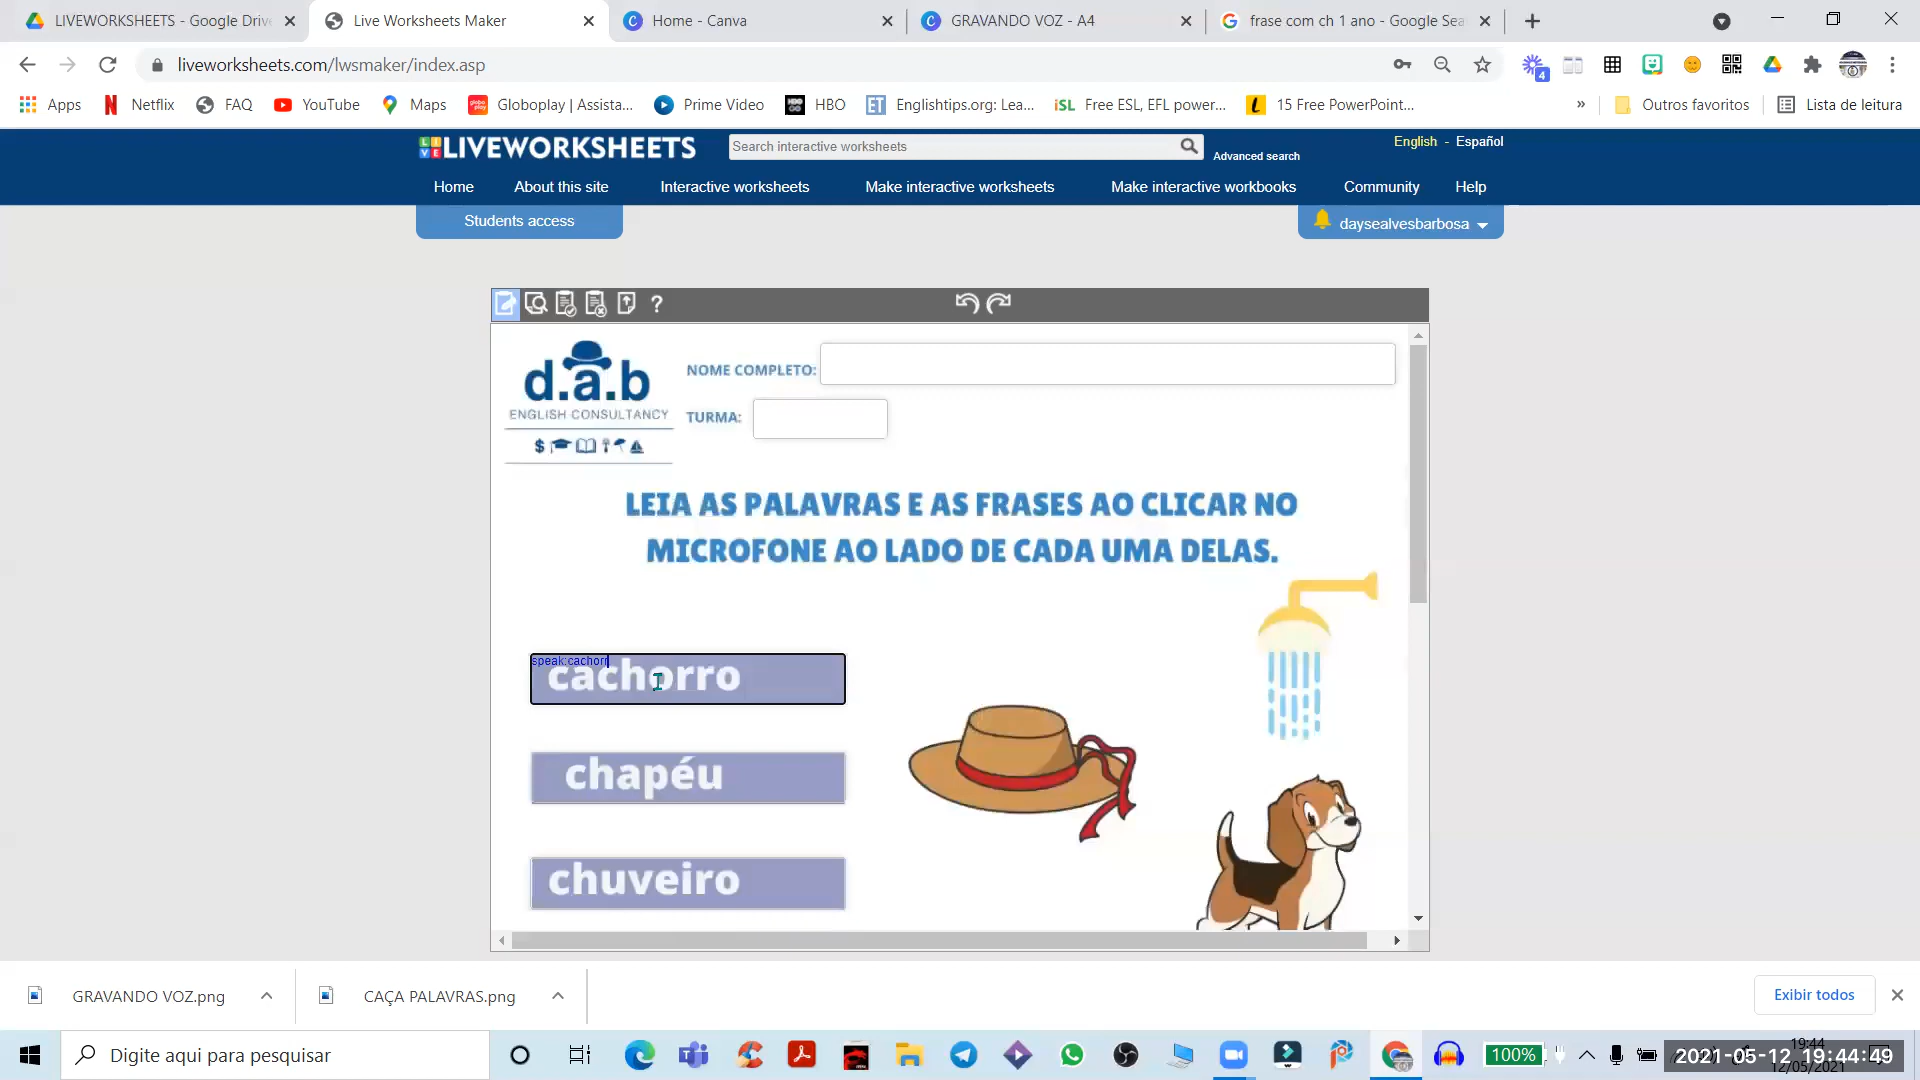 LIVEWORKSHEETS - Google Drive
Live Worksheets Maker
Home - Canva
GRAVANDO VOZ - A4
frase com ch 1 ano - Google Sea
liveworksheets.com/lwsmaker/index.asp
4
Apps
Netflix
FAQ
YouTube
Maps
Globoplay | Assista...
Prime Video
HBO
Englishtips.org: Lea...
iSL Free ESL, EFL power...
15 Free PowerPoint...
»
Outros favoritos
Lista de leitura
LIVEWORKSHEETS
Search interactive worksheets
Advanced search
English - Español
Home
About this site
Interactive worksheets
Make interactive worksheets
Make interactive workbooks
Community
Help
Students access
daysealvesbarbosa
?
d.a.b
ENGLISH CONSULTANCY
NOME COMPLETO:
TURMA:
LEIA AS PALAVRAS E AS FRASES AO CLICAR NO
MICROFONE AO LADO DE CADA UMA DELAS.
speak:cachorr
cachorro
chapéu
chuveiro
GRAVANDO VOZ.png
CAÇA PALAVRAS.png
Exibir todos
Digite aqui para pesquisar
100%
19:44
12/05/2021
2021-05-12 19:44:49